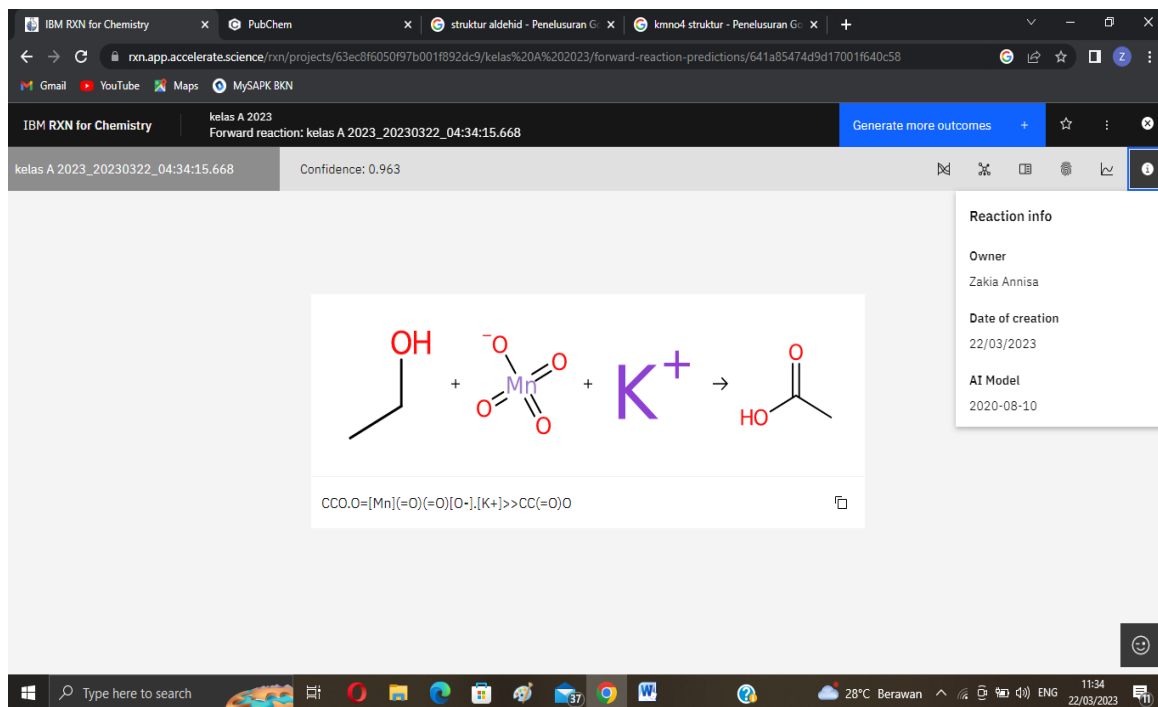 IBM RXN for Chemistry
PubChem
struktur aldehid - Penelusuran Go
kmno4 struktur - Penelusuran Go
rxn.app.accelerate.science/rxn/projects/63ec8f6050f97b001f892dc9/kelas%20A%202023/forward-reaction-predictions/641a85474d9d17001f640c58
Z
Gmail
YouTube
Maps
MySAPK BKN
IBM RXN for Chemistry
kelas A 2023
Forward reaction: kelas A 2023_20230322_04:34:15.668
Generate more outcomes +
kelas A 2023_20230322_04:34:15.668
Confidence: 0.963
Reaction info
Owner
Zakia Annisa
Date of creation
22/03/2023
AI Model
2020-08-10
OH
+
⁻O
O
Mn
O
O
+
K⁺
→
O
HO
CCO.O=[Mn](=O)(=O)[O-].[K+]>>CC(=O)O
Type here to search
37
28°C Berawan
ENG
11:34
22/03/2023
11